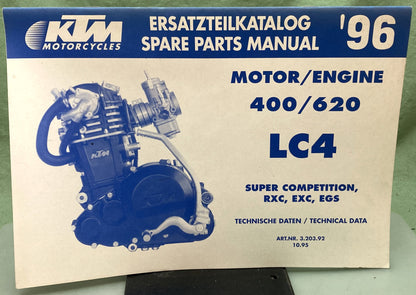 KTM
MOTORCYCLES
ERSATZTEILKATALOG
SPARE PARTS MANUAL
'96
MOTOR/ENGINE
400/620
LC4
SUPER COMPETITION,
RXC, EXC, EGS
TECHNISCHE DATEN / TECHNICAL DATA
ART.NR. 3.203.92
10.95
KTM